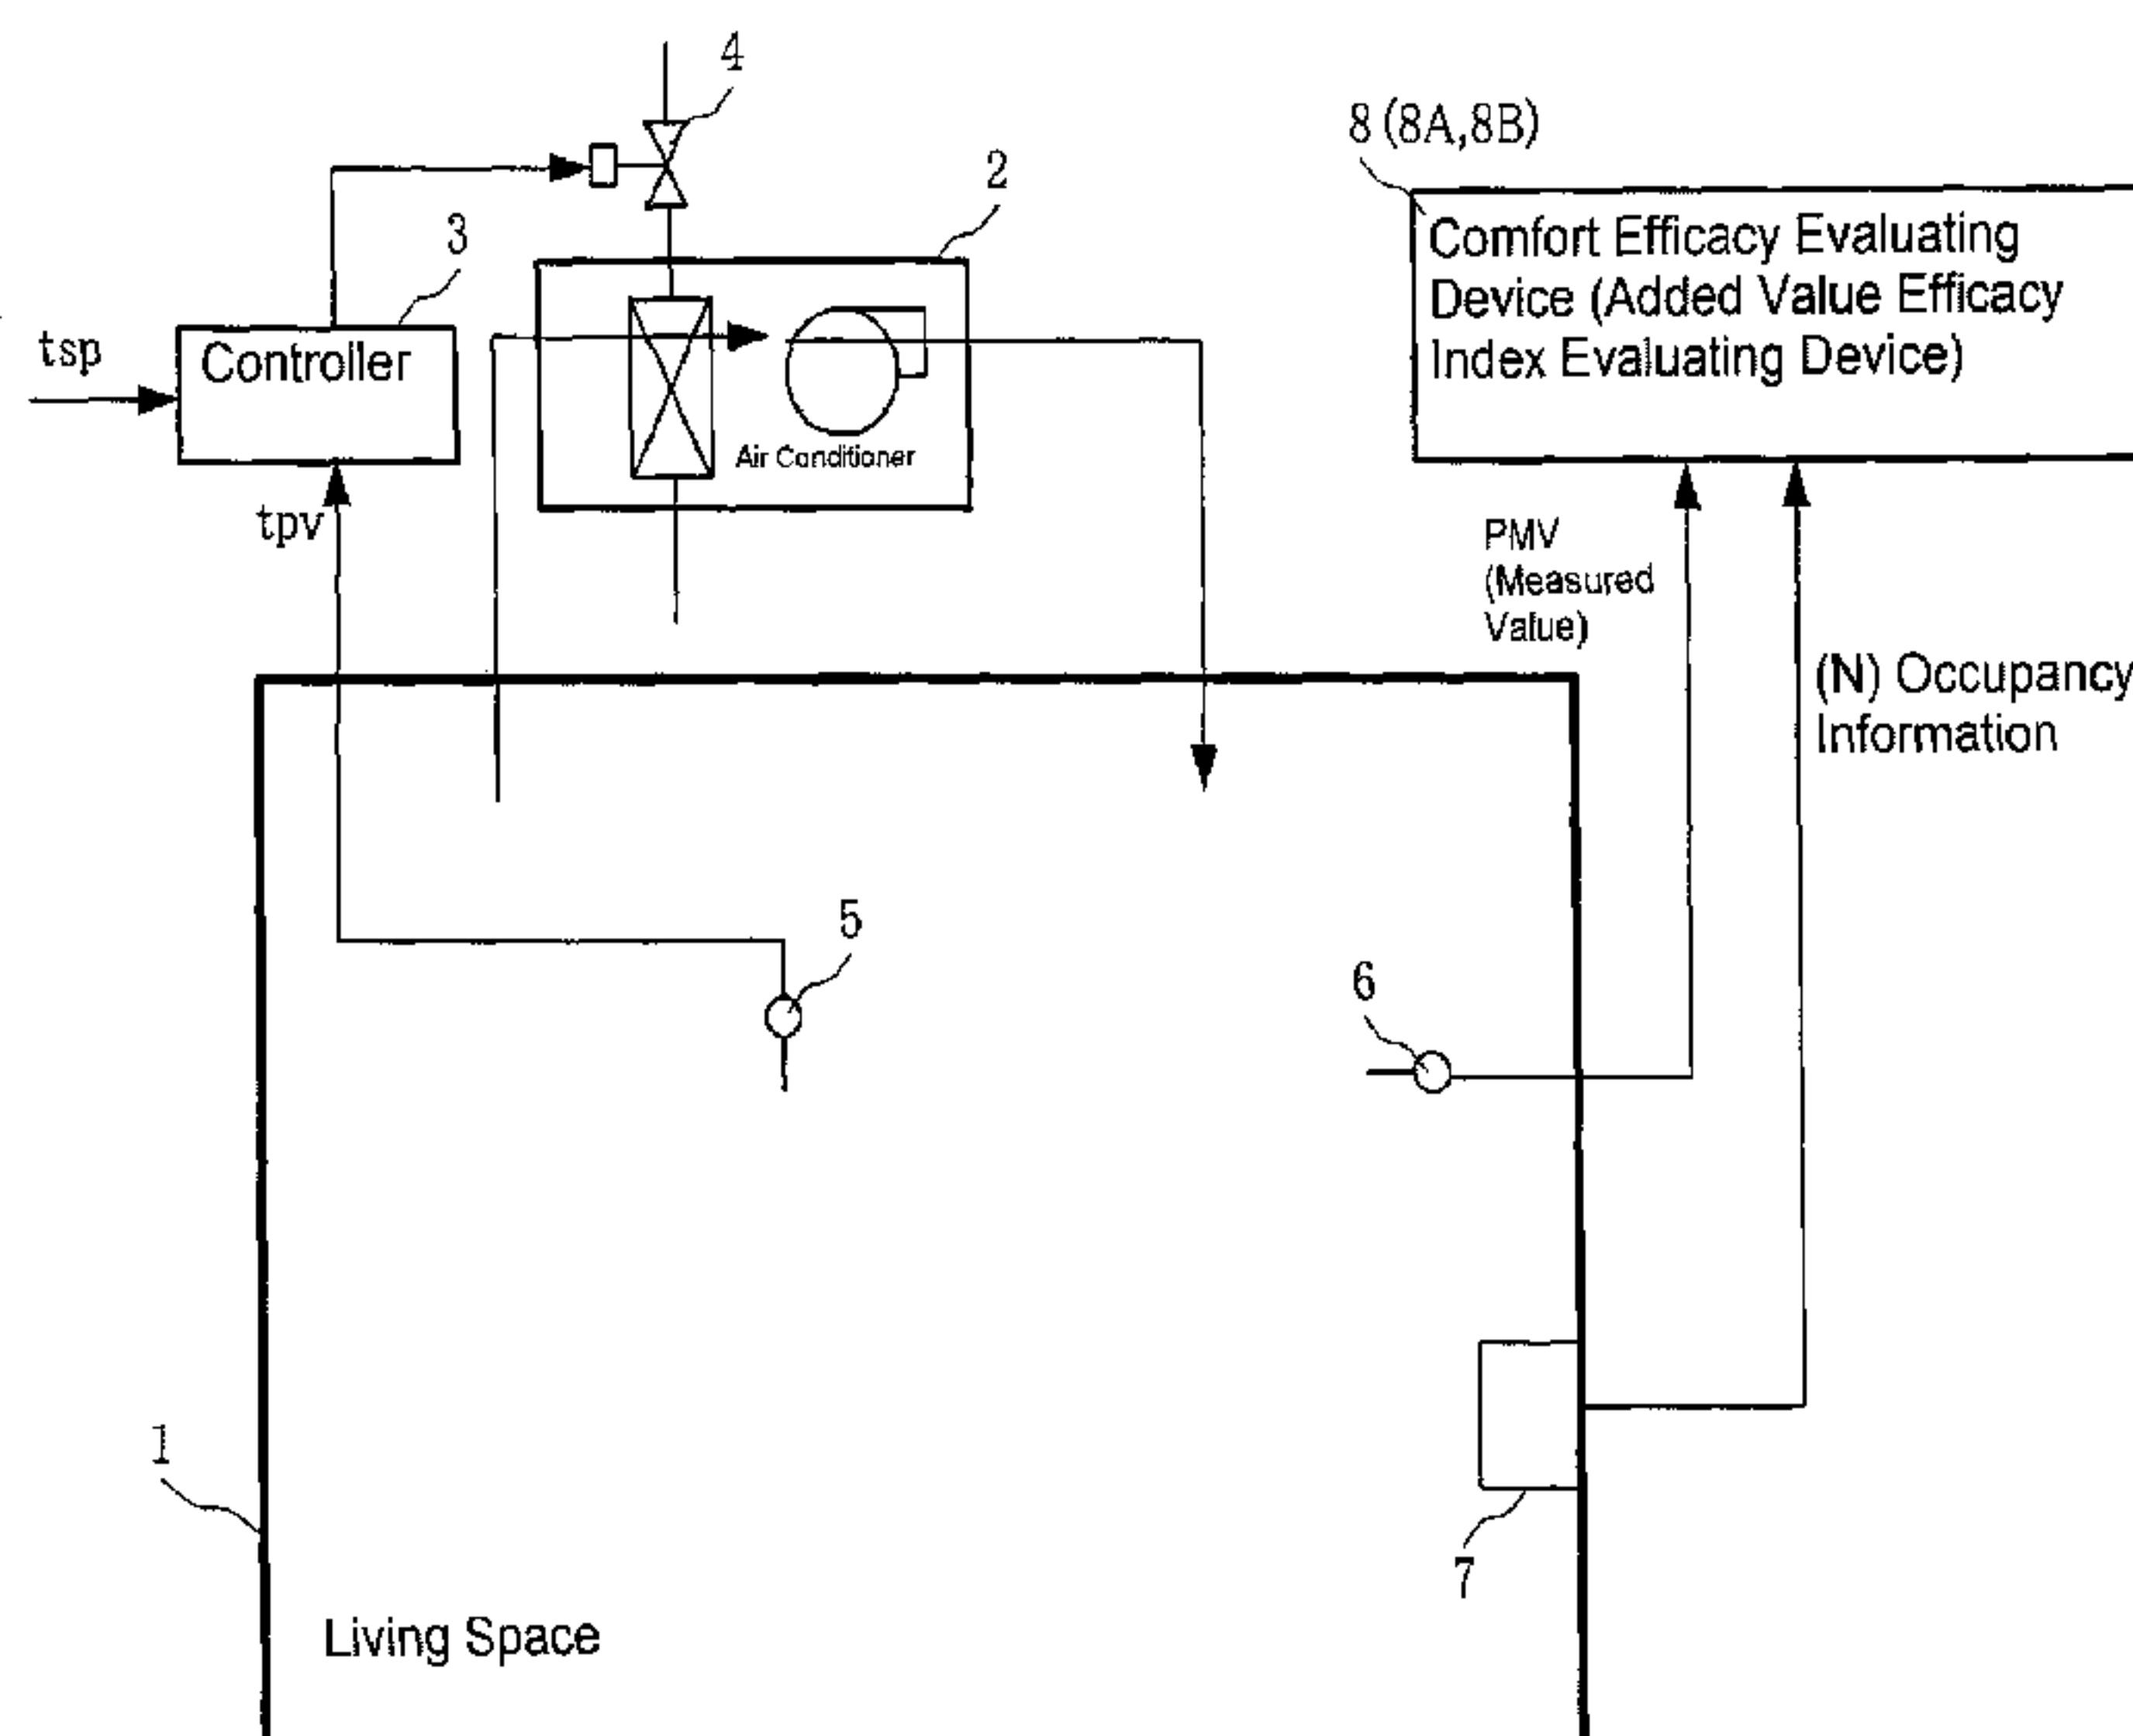 4
8 (8A,8B)
2
3
Comfort Efficacy Evaluating
Device (Added Value Efficacy
Index Evaluating Device)
tsp
Controller
Air Conditioner
tpv
PMV
(Measured
Value)
(N) Occupancy
Information
5
6
1
7
Living Space